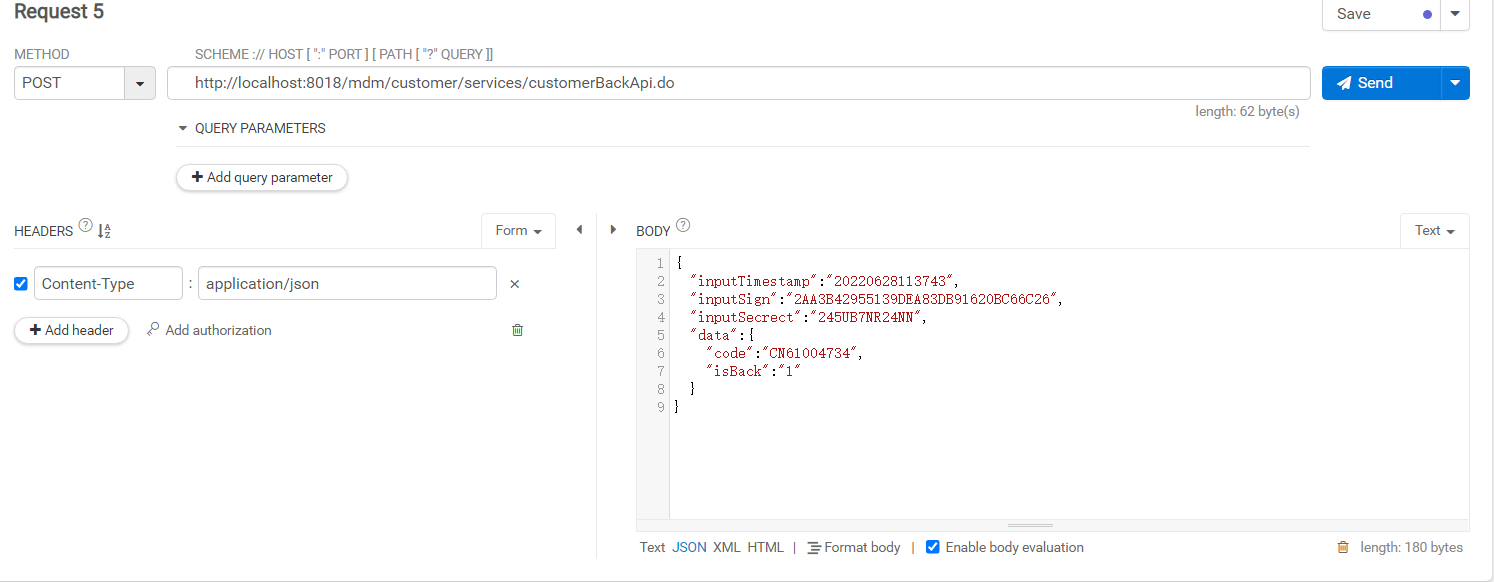 Request 5
Save
METHOD
SCHEME :// HOST [ ":" PORT ] [ PATH [ "?" QUERY ]]
POST
http://localhost:8018/mdm/customer/services/customerBackApi.do
Send
length: 62 byte(s)
QUERY PARAMETERS
Add query parameter
HEADERS ? A Z
Form
Content-Type : application/json
Add header
Add authorization
BODY ?
Text
1 {
2 "inputTimestamp":"20220628113743",
3 "inputSign":"2AA3B42955139DEA83DB91620BC66C26",
4 "inputSecrect":"245UB7NR24NN",
5 "data":{
6 "code":"CN61004734",
7 "isBack":"1"
8 }
9 }
Text JSON XML HTML | Format body | Enable body evaluation
length: 180 bytes